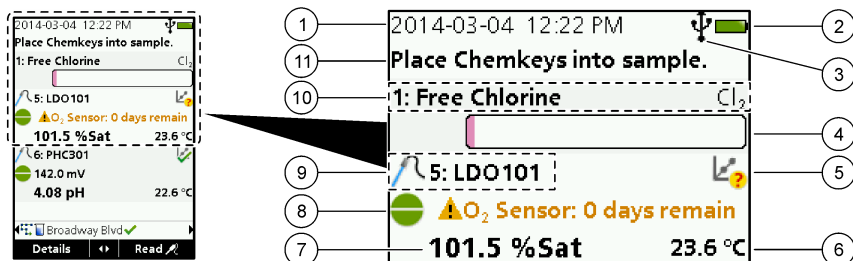 2014-03-04 12:22 PM
Place Chemkeys into sample.
1: Free Chlorine Cl₂
5: LDO101
O₂ Sensor: 0 days remain
101.5 %Sat 23.6 °C
6: PHC301
142.0 mV
4.08 pH 22.6 °C
Broadway Blvd
Details Read
1
2014-03-04 12:22 PM
2
3
11
Place Chemkeys into sample.
10
1: Free Chlorine Cl₂
4
9
5: LDO101
5
8
O₂ Sensor: 0 days remain
7
101.5 %Sat 23.6 °C
6